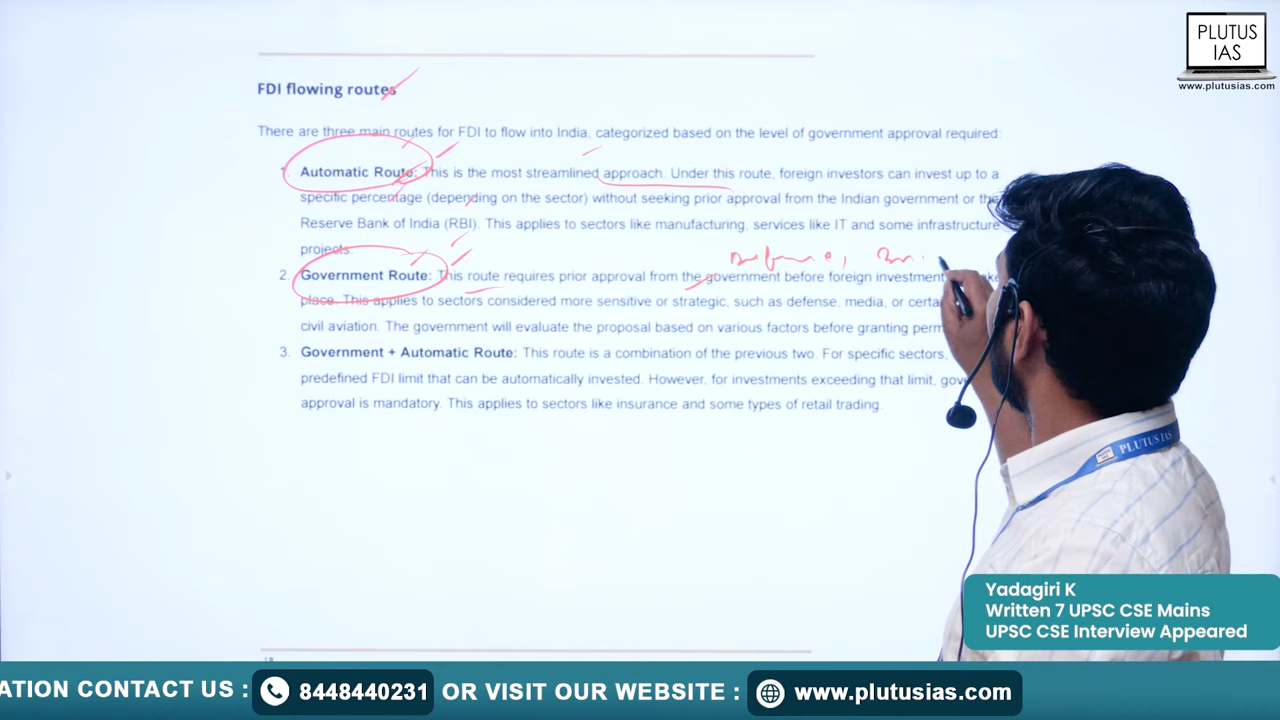 PLUTUS
IAS
www.plutusias.com
FDI flowing routes
There are three main routes for FDI to flow into India, categorized based on the level of government approval required:
1. Automatic Route: This is the most streamlined approach. Under this route, foreign investors can invest up to a
specific percentage (depending on the sector) without seeking prior approval from the Indian government or the
Reserve Bank of India (RBI). This applies to sectors like manufacturing, services like IT and some infrastructure
projects.
Defence,
2. Government Route: This route requires prior approval from the government before foreign investment
place. This applies to sectors considered more sensitive or strategic, such as defense, media, or
civil aviation. The government will evaluate the proposal based on various factors before granting
3. Government + Automatic Route: This route is a combination of the previous two. For specific sectors,
predefined FDI limit that can be automatically invested. However, for investments exceeding that limit,
approval is mandatory. This applies to sectors like insurance and some types of retail trading.
PLUTUS IAS
Yadagiri K
Written 7 UPSC CSE Mains
UPSC CSE Interview Appeared
18
ATION CONTACT US : 8448440231 OR VISIT OUR WEBSITE : www.plutusias.com